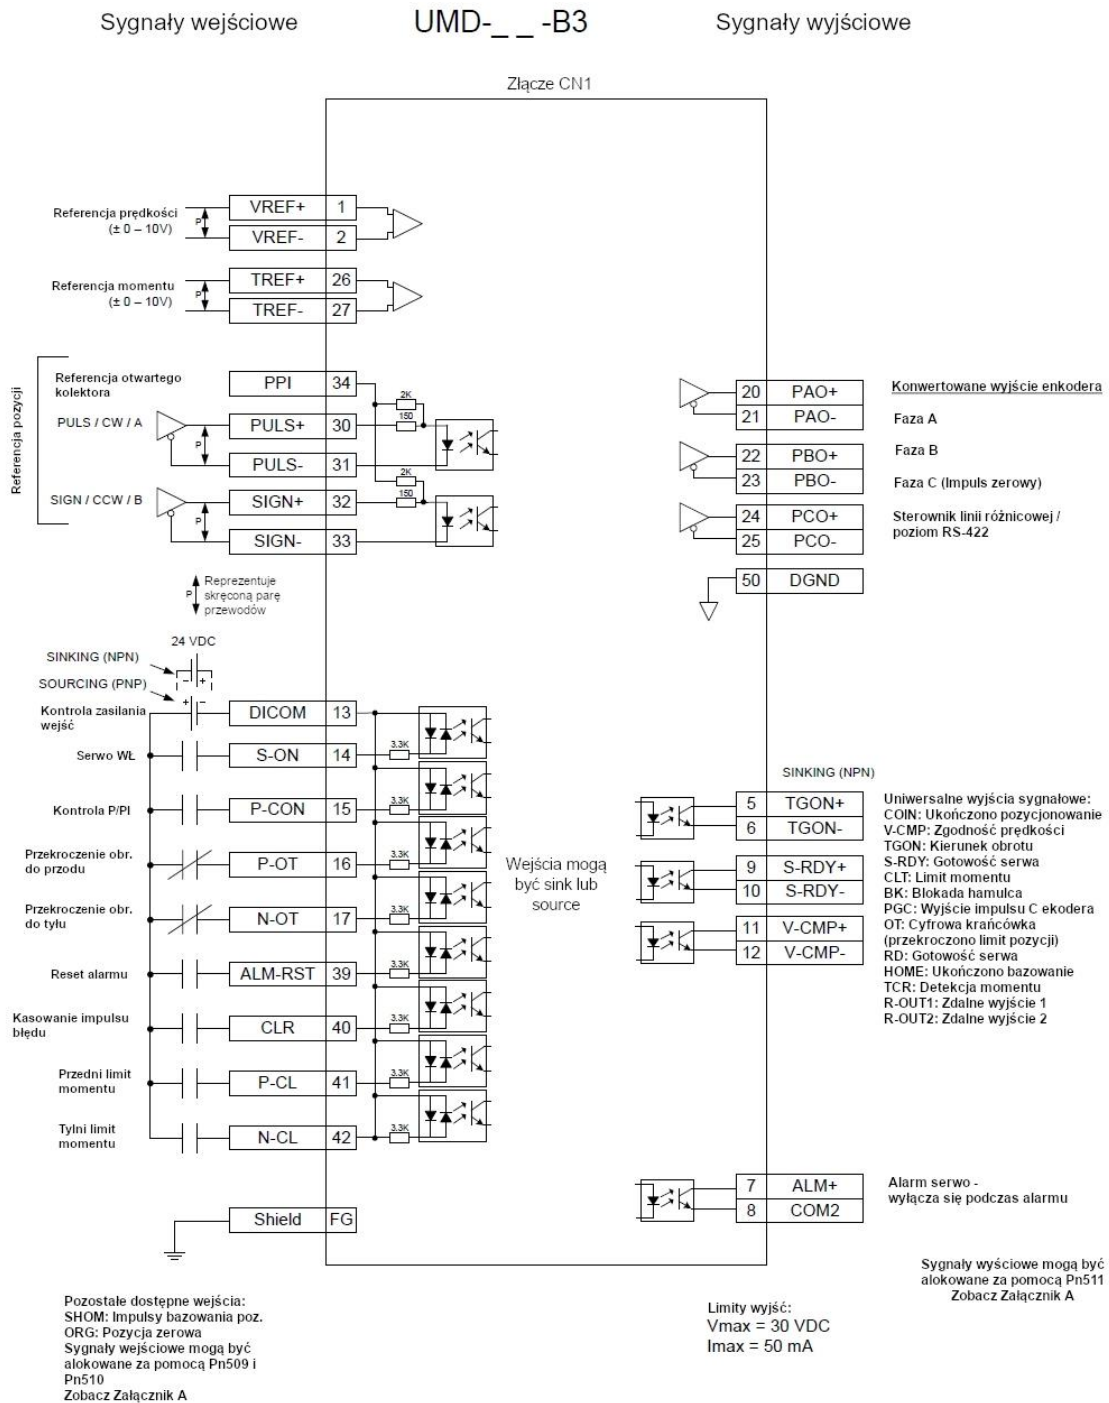 Sygnały wejściowe
UMD-_ _ -B3
Sygnały wyjściowe
Złącze CN1
Referencja prędkości
(± 0 – 10V)
P
VREF+ 1
VREF- 2
Referencja momentu
(± 0 – 10V)
P
TREF+ 26
TREF- 27
Referencja pozycji
Referencja otwartego
kolektora
PPI 34
2K
150
PULS / CW / A
P
PULS+ 30
PULS- 31
2K
150
SIGN / CCW / B
P
SIGN+ 32
SIGN- 33
P
Reprezentuje
skręconą parę
przewodów
20 PAO+
21 PAO-
22 PBO+
23 PBO-
24 PCO+
25 PCO-
50 DGND
Konwertowane wyjście enkodera
Faza A
Faza B
Faza C (Impuls zerowy)
Sterownik linii różnicowej /
poziom RS-422
24 VDC
SINKING (NPN)
- +
SOURCING (PNP)
+ -
Kontrola zasilania
wejść
DICOM 13
Serwo WŁ
S-ON 14
3.3K
Kontrola P/PI
P-CON 15
3.3K
Przekroczenie obr.
do przodu
P-OT 16
3.3K
Przekroczenie obr.
do tyłu
N-OT 17
3.3K
Reset alarmu
ALM-RST 39
3.3K
Kasowanie impulsu
błędu
CLR 40
3.3K
Przedni limit
momentu
P-CL 41
3.3K
Tylni limit
momentu
N-CL 42
3.3K
Wejścia mogą
być sink lub
source
Shield FG
SINKING (NPN)
5 TGON+
6 TGON-
9 S-RDY+
10 S-RDY-
11 V-CMP+
12 V-CMP-
Uniwersalne wyjścia sygnałowe:
COIN: Ukończono pozycjonowanie
V-CMP: Zgodność prędkości
TGON: Kierunek obrotu
S-RDY: Gotowość serwa
CLT: Limit momentu
BK: Blokada hamulca
PGC: Wyjście impulsu C ekodera
OT: Cyfrowa krańcówka
(przekroczono limit pozycji)
RD: Gotowość serwa
HOME: Ukończono bazowanie
TCR: Detekcja momentu
R-OUT1: Zdalne wyjście 1
R-OUT2: Zdalne wyjście 2
7 ALM+
8 COM2
Alarm serwo -
wyłącza się podczas alarmu
Sygnały wyściowe mogą być
alokowane za pomocą Pn511
Zobacz Załącznik A
Pozostałe dostępne wejścia:
SHOM: Impulsy bazowania poz.
ORG: Pozycja zerowa
Sygnały wejściowe mogą być
alokowane za pomocą Pn509 i
Pn510
Zobacz Załącznik A
Limity wyjść:
Vmax = 30 VDC
Imax = 50 mA